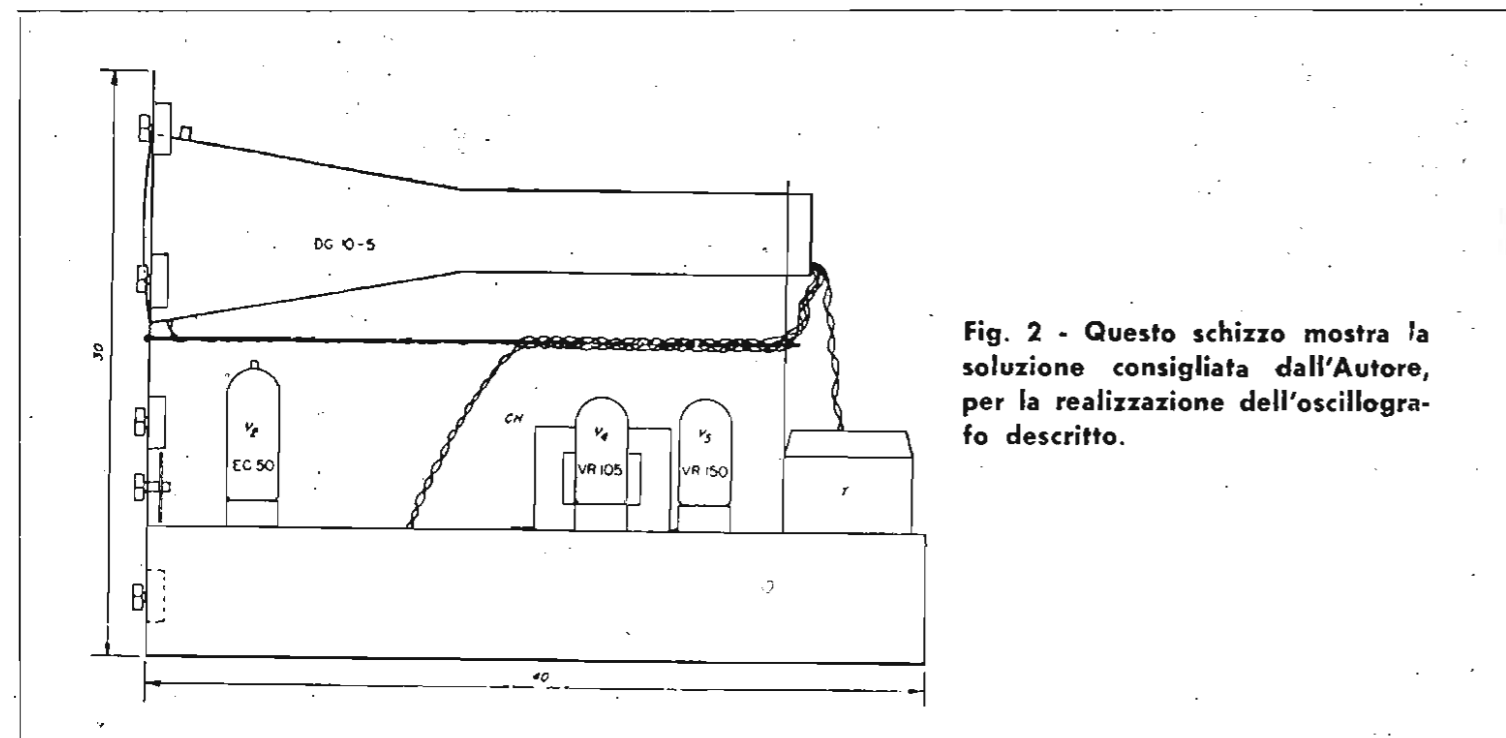 30
DG 10-5
V2
EC 50
CH
V4
VR 105
V5
VR 150
T
40
Fig. 2 - Questo schizzo mostra la
soluzione consigliata dall'Autore,
per la realizzazione dell'oscillogra-
fo descritto.